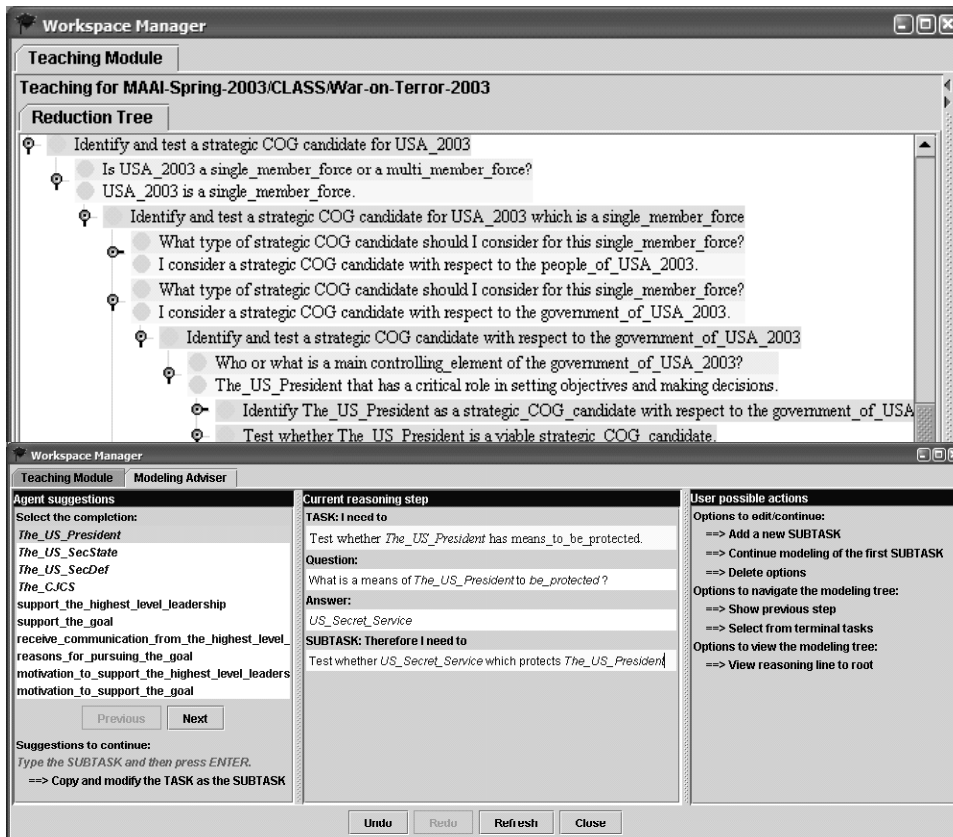 Workspace Manager
Teaching Module
Teaching for MAAI-Spring-2003/CLASS/War-on-Terror-2003
Reduction Tree
Identify and test a strategic COG candidate for USA_2003
Is USA_2003 a single_member_force or a multi_member_force?
USA_2003 is a single_member_force.
Identify and test a strategic COG candidate for USA_2003 which is a single_member_force
What type of strategic COG candidate should I consider for this single_member_force?
I consider a strategic COG candidate with respect to the people_of_USA_2003.
What type of strategic COG candidate should I consider for this single_member_force?
I consider a strategic COG candidate with respect to the government_of_USA_2003.
Identify and test a strategic COG candidate with respect to the government_of_USA_2003
Who or what is a main controlling_element of the government_of_USA_2003?
The_US_President that has a critical role in setting objectives and making decisions.
Identify The_US_President as a strategic_COG_candidate with respect to the government_of_USA
Test whether The_US_President is a viable strategic_COG_candidate.
Workspace Manager
Teaching Module
Modeling Adviser
Agent suggestions
Select the completion:
The_US_President
The_US_SecState
The_US_SecDef
The_CJCS
support_the_highest_level_leadership
support_the_goal
receive_communication_from_the_highest_level_
reasons_for_pursuing_the_goal
motivation_to_support_the_highest_level_leaders
motivation_to_support_the_goal
Previous
Next
Suggestions to continue:
Type the SUBTASK and then press ENTER.
==> Copy and modify the TASK as the SUBTASK
Current reasoning step
TASK: I need to
Test whether The_US_President has means_to_be_protected.
Question:
What is a means of The_US_President to be_protected ?
Answer:
US_Secret_Service
SUBTASK: Therefore I need to
Test whether US_Secret_Service which protects The_US_President
User possible actions
Options to edit/continue:
==> Add a new SUBTASK
==> Continue modeling of the first SUBTASK
==> Delete options
Options to navigate the modeling tree:
==> Show previous step
==> Select from terminal tasks
Options to view the modeling tree:
==> View reasoning line to root
Undo
Redo
Refresh
Close